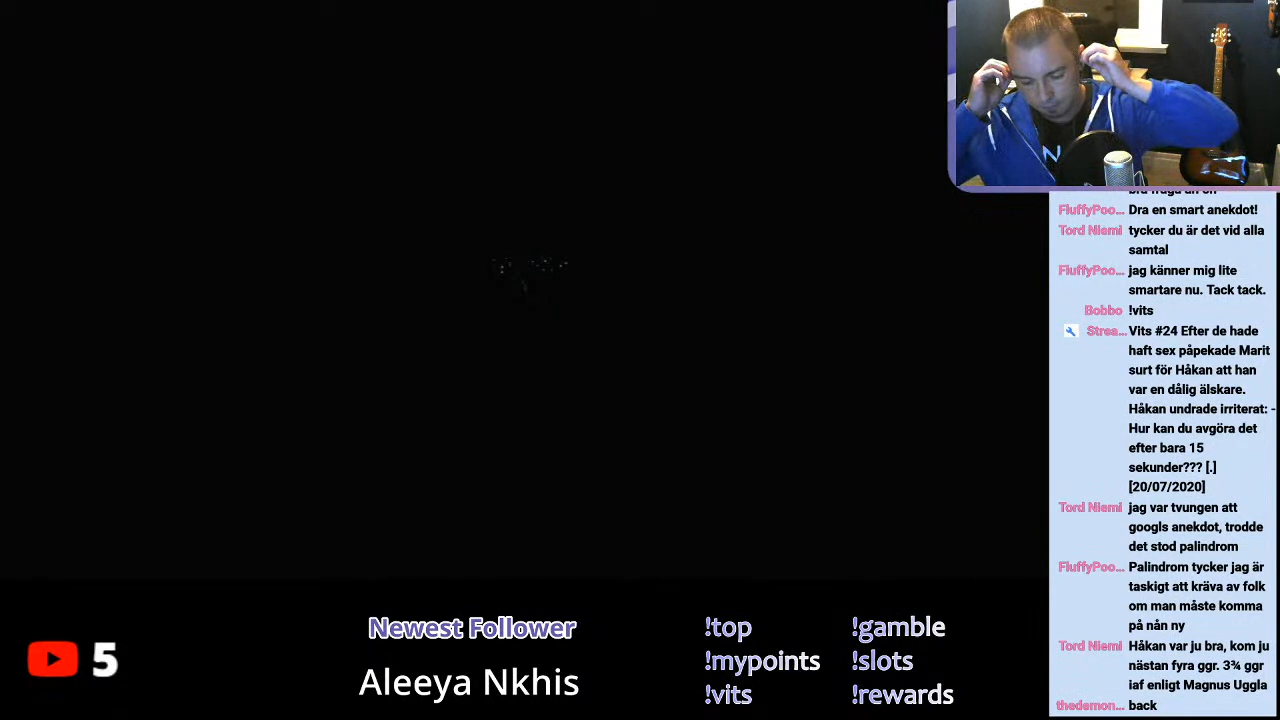 FluffyPoo... Dra en smart anekdot!
Tord Niemi tycker du är det vid alla
samtal
FluffyPoo... jag känner mig lite
smartare nu. Tack tack.
Bobbo !vits
Strea... Vits #24 Efter de hade
haft sex påpekade Marit
surt för Håkan att han
var en dålig älskare.
Håkan undrade irriterat: -
Hur kan du avgöra det
efter bara 15
sekunder??? [.]
[20/07/2020]
Tord Niemi jag var tvungen att
googls anekdot, trodde
det stod palindrom
FluffyPoo... Palindrom tycker jag är
taskigt att kräva av folk
om man måste komma
på nån ny
Tord Niemi Håkan var ju bra, kom ju
nästan fyra ggr. 3¾ ggr
iaf enligt Magnus Uggla
thedemon... back
5
Newest Follower
Aleeya Nkhis
!top
!mypoints
!vits
!gamble
!slots
!rewards